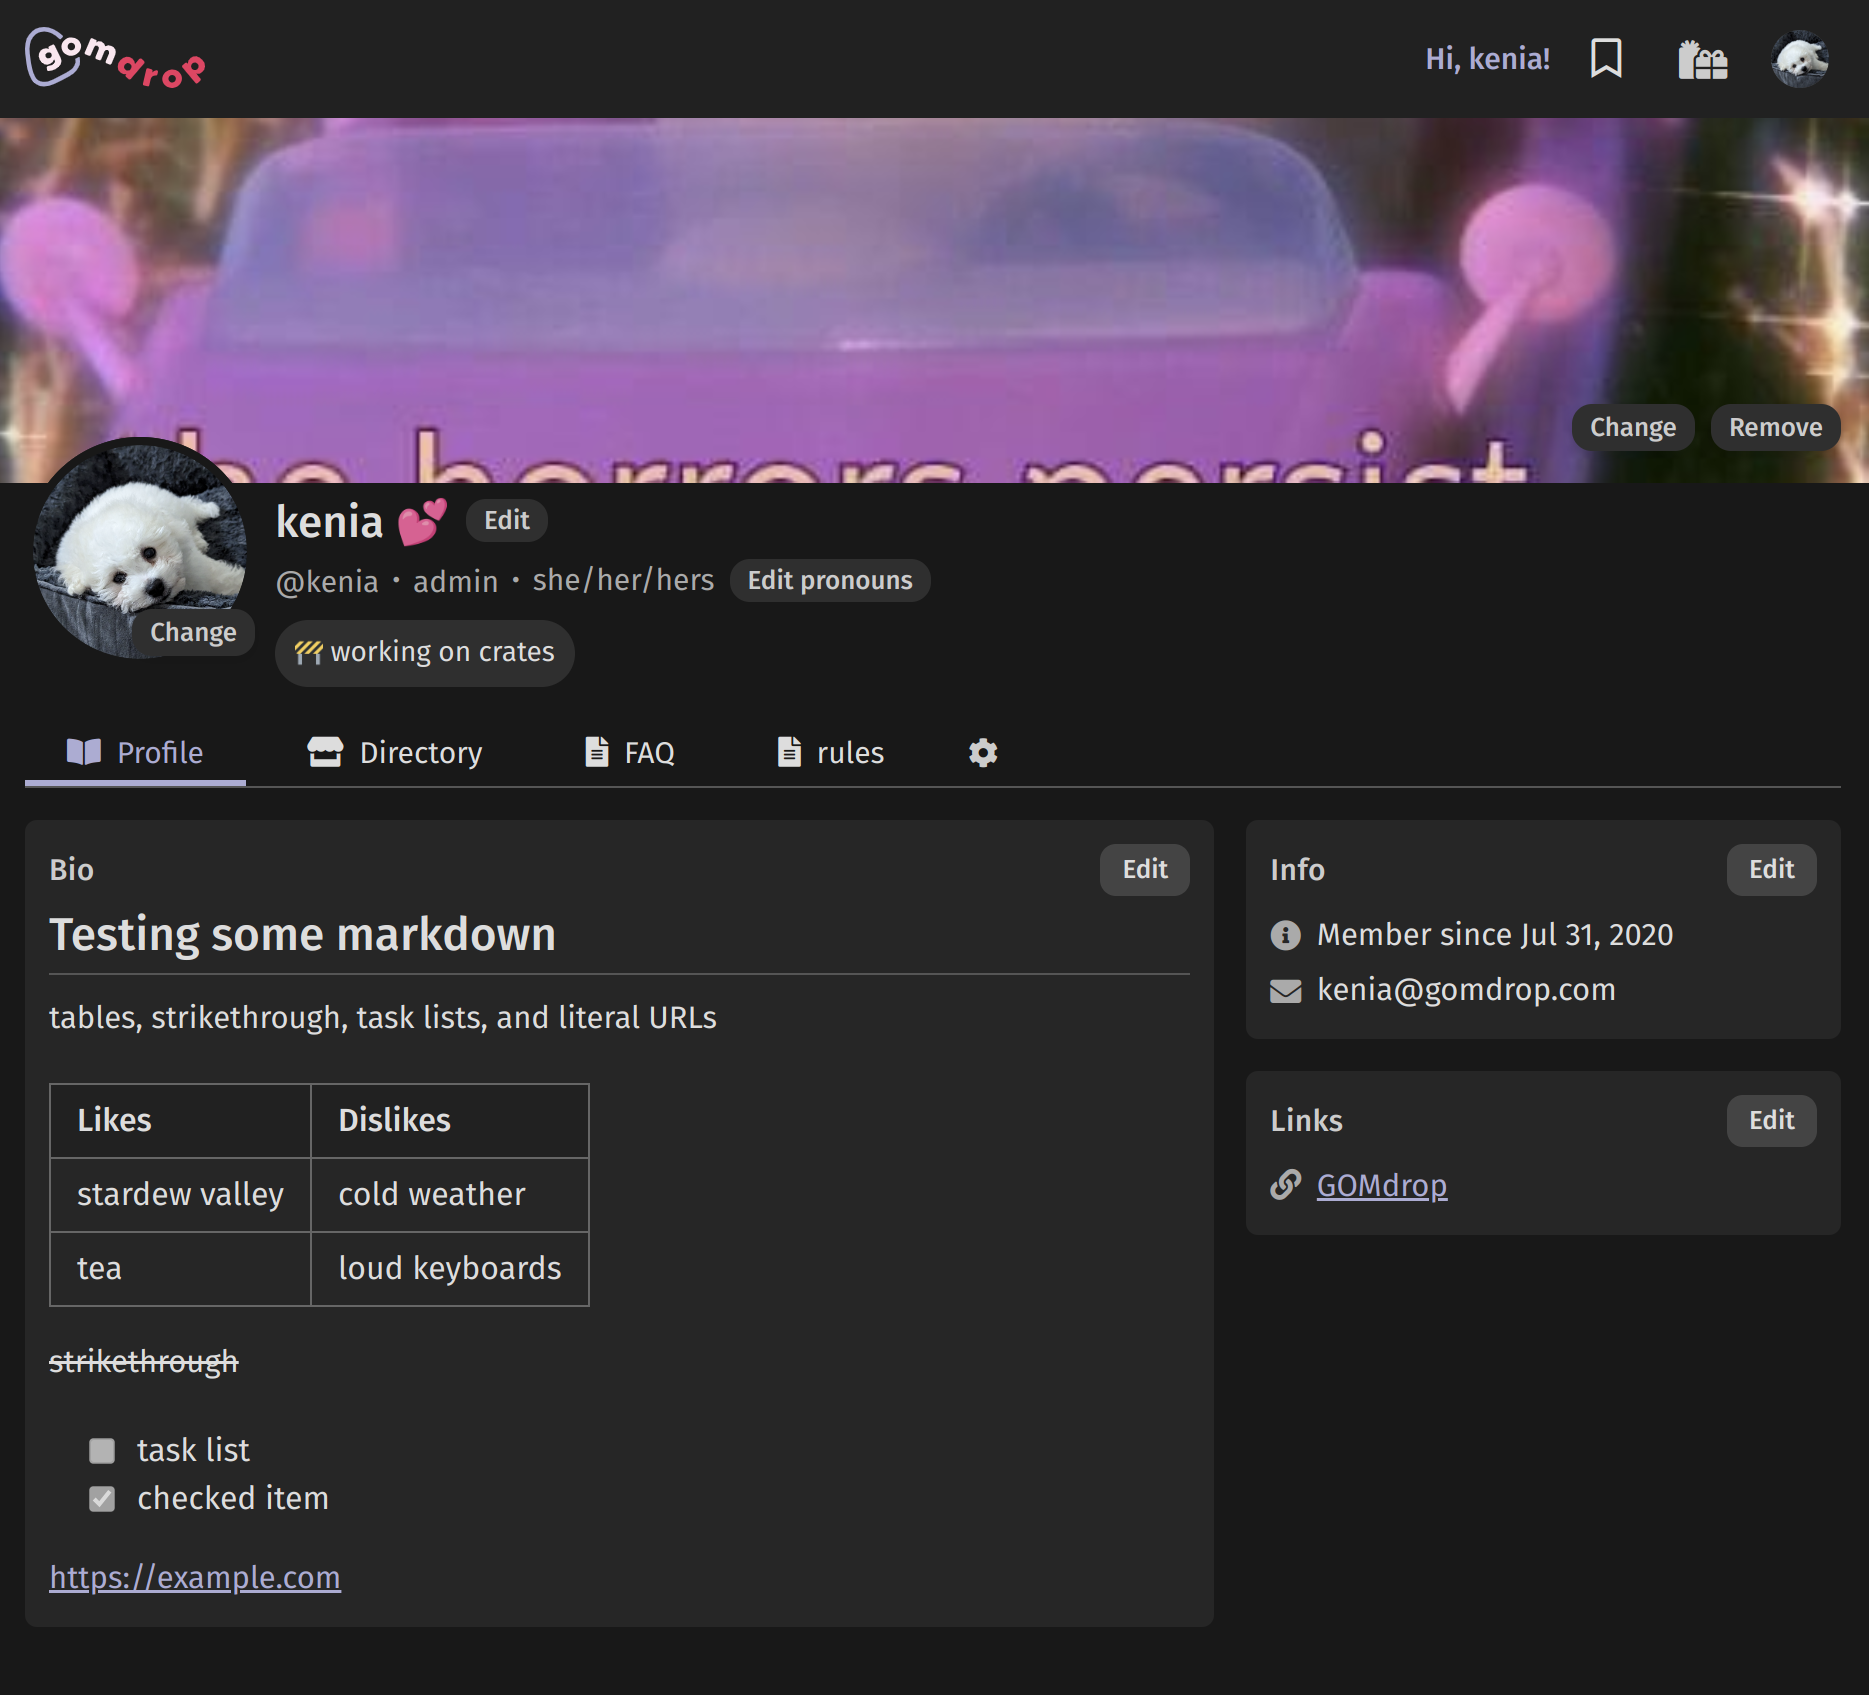 gomdrop
Hi, kenia!
he horrors persist
Change Remove
kenia 💕 Edit
@kenia • admin • she/her/hers Edit pronouns
Change
🚧 working on crates
Profile Directory FAQ rules
Bio Edit
Testing some markdown
tables, strikethrough, task lists, and literal URLs
Likes Dislikes
stardew valley cold weather
tea loud keyboards
strikethrough
task list
checked item
https://example.com
Info Edit
Member since Jul 31, 2020
kenia@gomdrop.com
Links Edit
GOMdrop